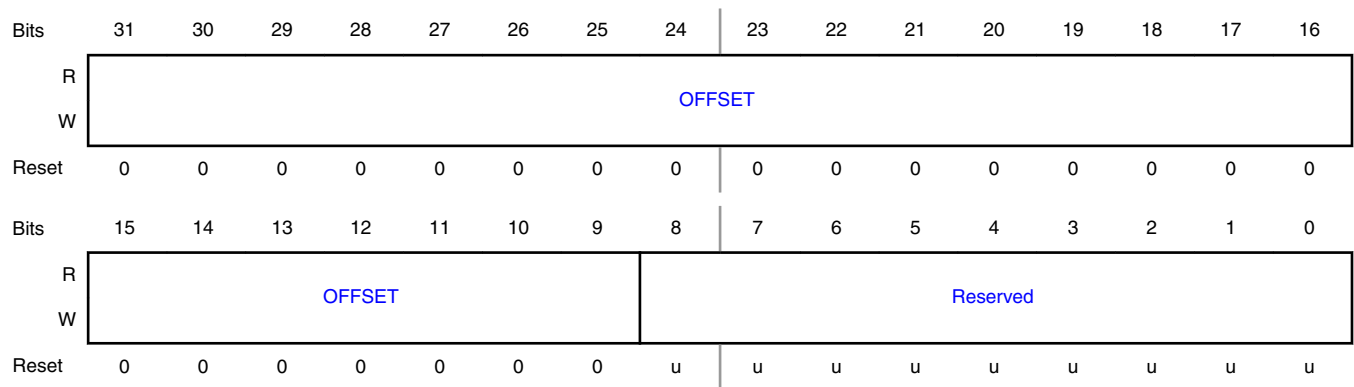 Bits 31 30 29 28 27 26 25 24 23 22 21 20 19 18 17 16
R
OFFSET
W
Reset 0 0 0 0 0 0 0 0 0 0 0 0 0 0 0 0
Bits 15 14 13 12 11 10 9 8 7 6 5 4 3 2 1 0
R
OFFSET Reserved
W
Reset 0 0 0 0 0 0 0 u u u u u u u u u